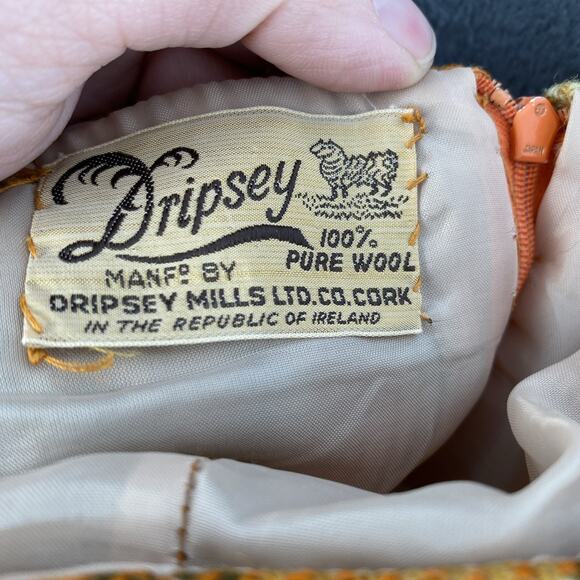 Dripsey
100%
PURE WOOL
MANFD BY
DRIPSEY MILLS LTD.CO.CORK
IN THE REPUBLIC OF IRELAND